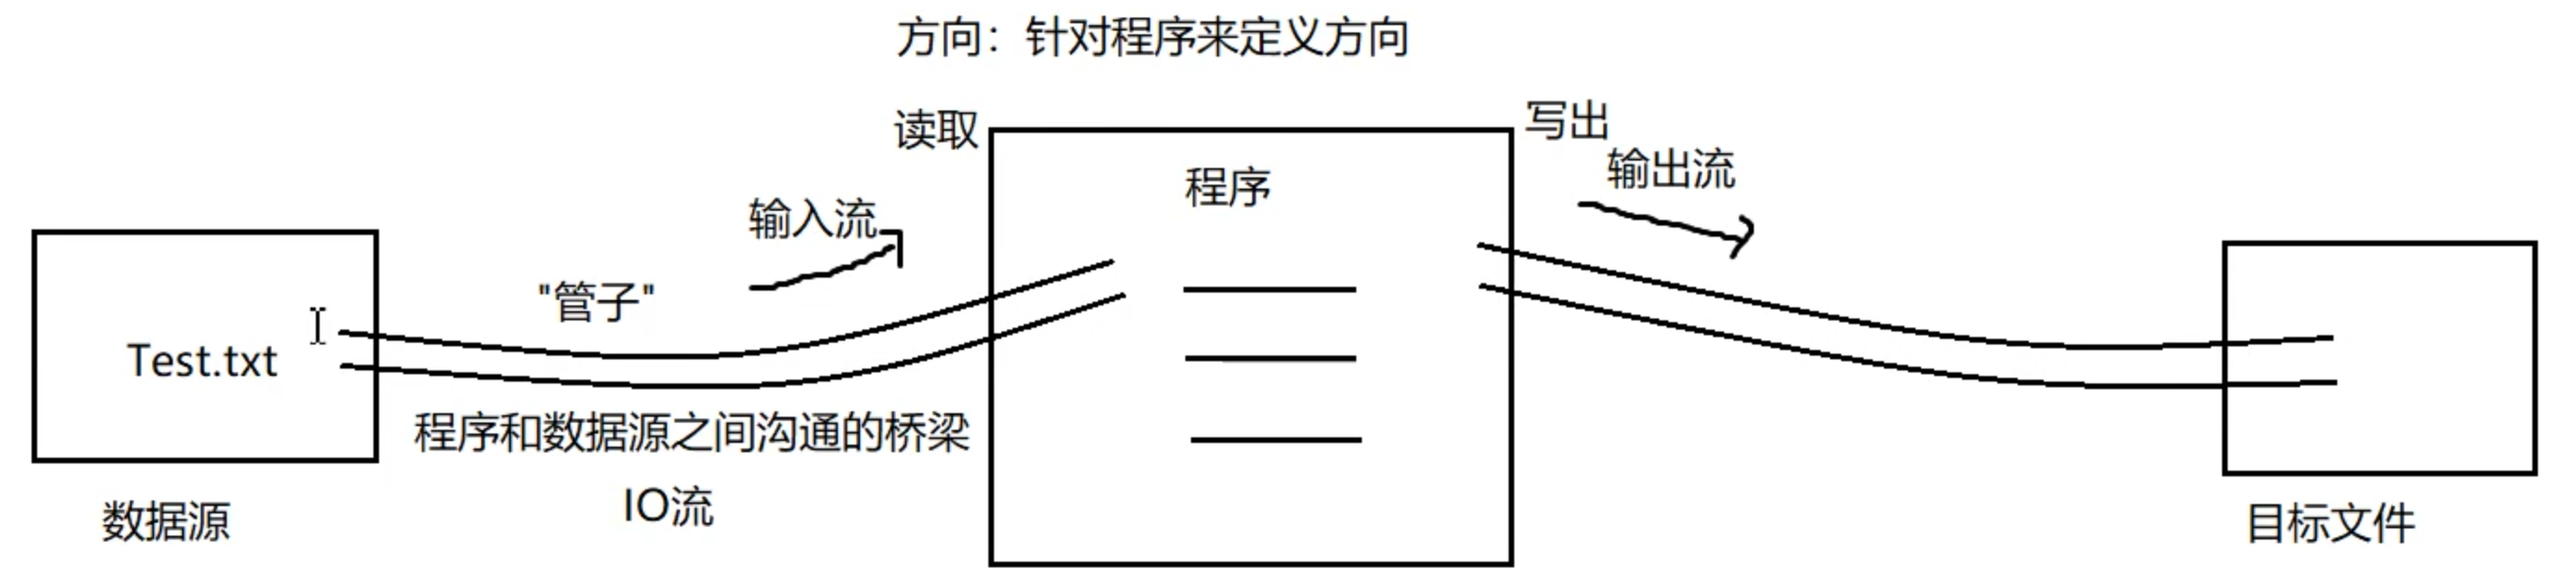 方向：针对程序来定义方向
读取
写出
程序
输出流
输入流
"管子"
Test.txt
程序和数据源之间沟通的桥梁
IO流
数据源
目标文件